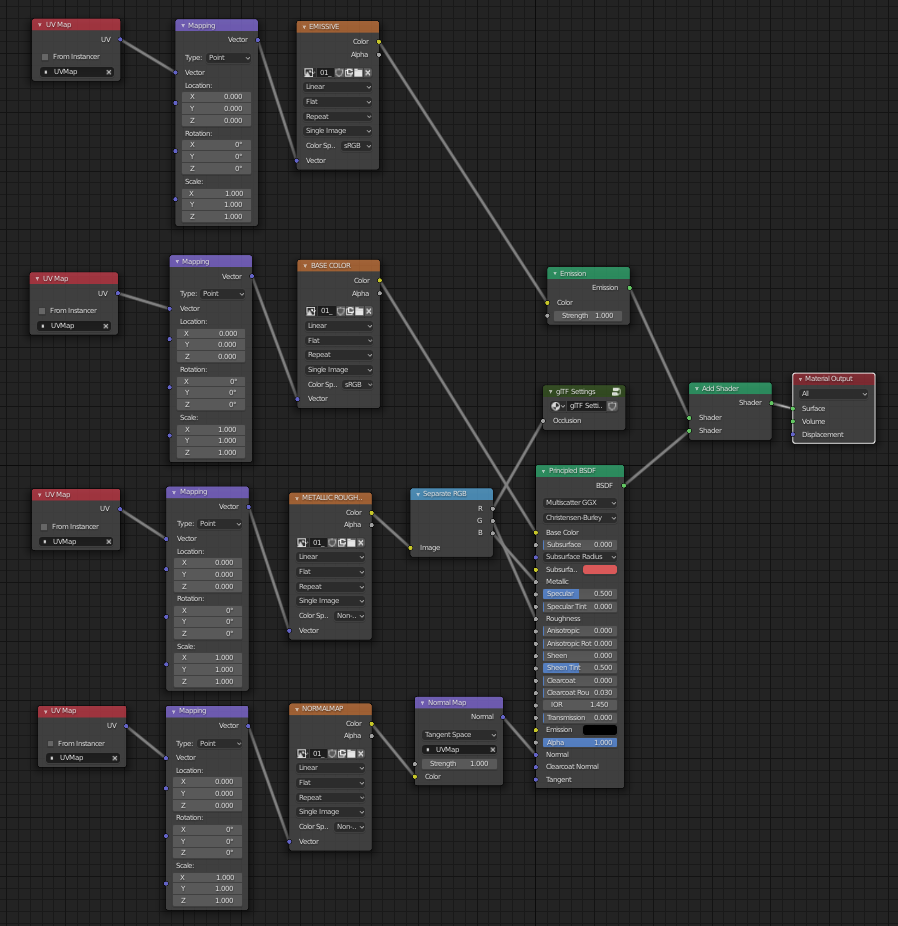 UV Map
UV
From Instancer
UVMap
Mapping
Vector
Type: Point
Vector
Location:
X 0.000
Y 0.000
Z 0.000
Rotation:
X 0°
Y 0°
Z 0°
Scale:
X 1.000
Y 1.000
Z 1.000
EMISSIVE
Color
Alpha
01_
Linear
Flat
Repeat
Single Image
Color Sp.. sRGB
Vector
UV Map
UV
From Instancer
UVMap
Mapping
Vector
Type: Point
Vector
Location:
X 0.000
Y 0.000
Z 0.000
Rotation:
X 0°
Y 0°
Z 0°
Scale:
X 1.000
Y 1.000
Z 1.000
BASE COLOR
Color
Alpha
01_
Linear
Flat
Repeat
Single Image
Color Sp.. sRGB
Vector
Emission
Emission
Color
Strength 1.000
glTF Settings
glTF Setti..
Occlusion
Add Shader
Shader
Shader
Shader
Material Output
All
Surface
Volume
Displacement
UV Map
UV
From Instancer
UVMap
Mapping
Vector
Type: Point
Vector
Location:
X 0.000
Y 0.000
Z 0.000
Rotation:
X 0°
Y 0°
Z 0°
Scale:
X 1.000
Y 1.000
Z 1.000
METALLIC ROUGH..
Color
Alpha
01_
Linear
Flat
Repeat
Single Image
Color Sp.. Non-..
Vector
Separate RGB
R
G
B
Image
Principled BSDF
BSDF
Multiscatter GGX
Christensen-Burley
Base Color
Subsurface 0.000
Subsurface Radius
Subsurfa..
Metallic
Specular 0.500
Specular Tint 0.000
Roughness
Anisotropic 0.000
Anisotropic Rot 0.000
Sheen 0.000
Sheen Tint 0.500
Clearcoat 0.000
Clearcoat Rou 0.030
IOR 1.450
Transmission 0.000
Emission
Alpha 1.000
Normal
Clearcoat Normal
Tangent
UV Map
UV
From Instancer
UVMap
Mapping
Vector
Type: Point
Vector
Location:
X 0.000
Y 0.000
Z 0.000
Rotation:
X 0°
Y 0°
Z 0°
Scale:
X 1.000
Y 1.000
Z 1.000
NORMALMAP
Color
Alpha
01_
Linear
Flat
Repeat
Single Image
Color Sp.. Non-..
Vector
Normal Map
Normal
Tangent Space
UVMap
Strength 1.000
Color